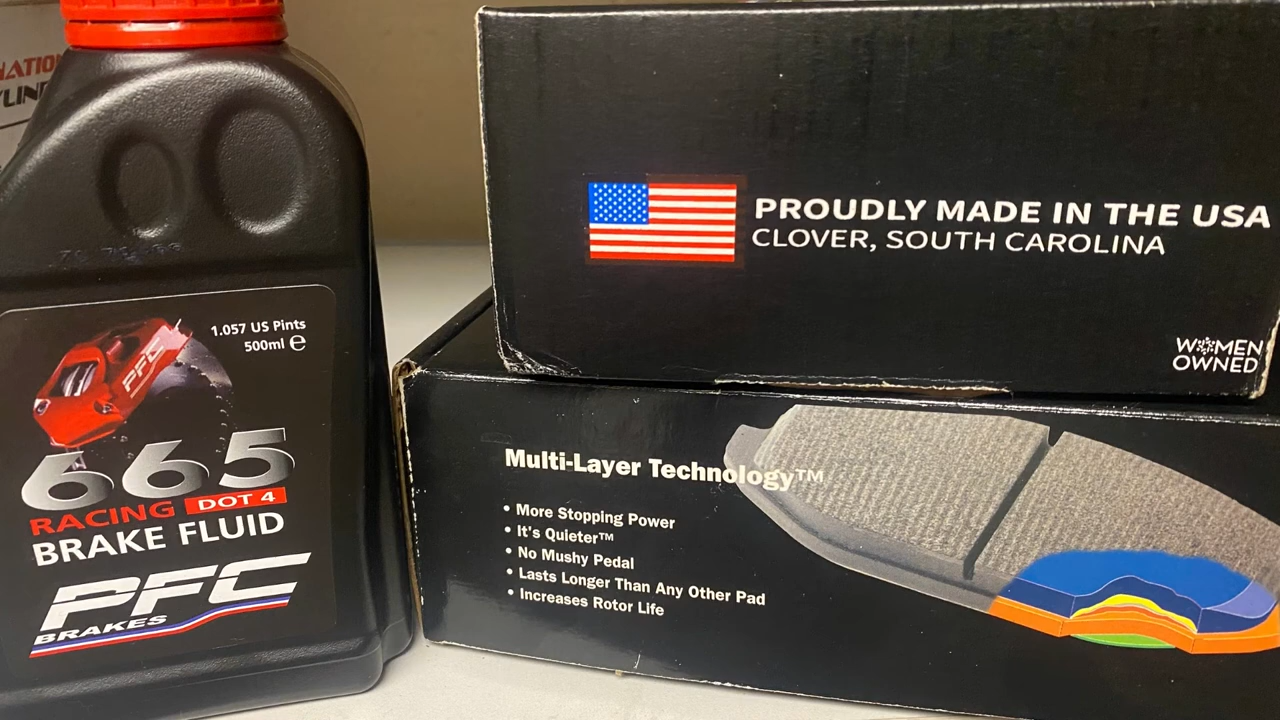 1.057 US Pints
500ml ℮
PFC
665
RACING DOT 4
BRAKE FLUID
PFC
BRAKES
PROUDLY MADE IN THE USA
CLOVER, SOUTH CAROLINA
WOMEN
OWNED
Multi-Layer Technology™
• More Stopping Power
• It's Quieter™
• No Mushy Pedal
• Lasts Longer Than Any Other Pad
• Increases Rotor Life